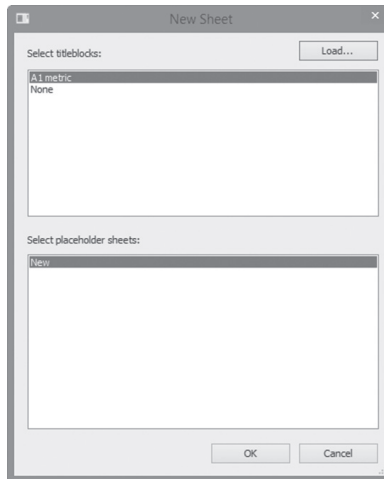 New Sheet
Select titleblocks:
Load...
A1 metric
None
Select placeholder sheets:
New
OK
Cancel